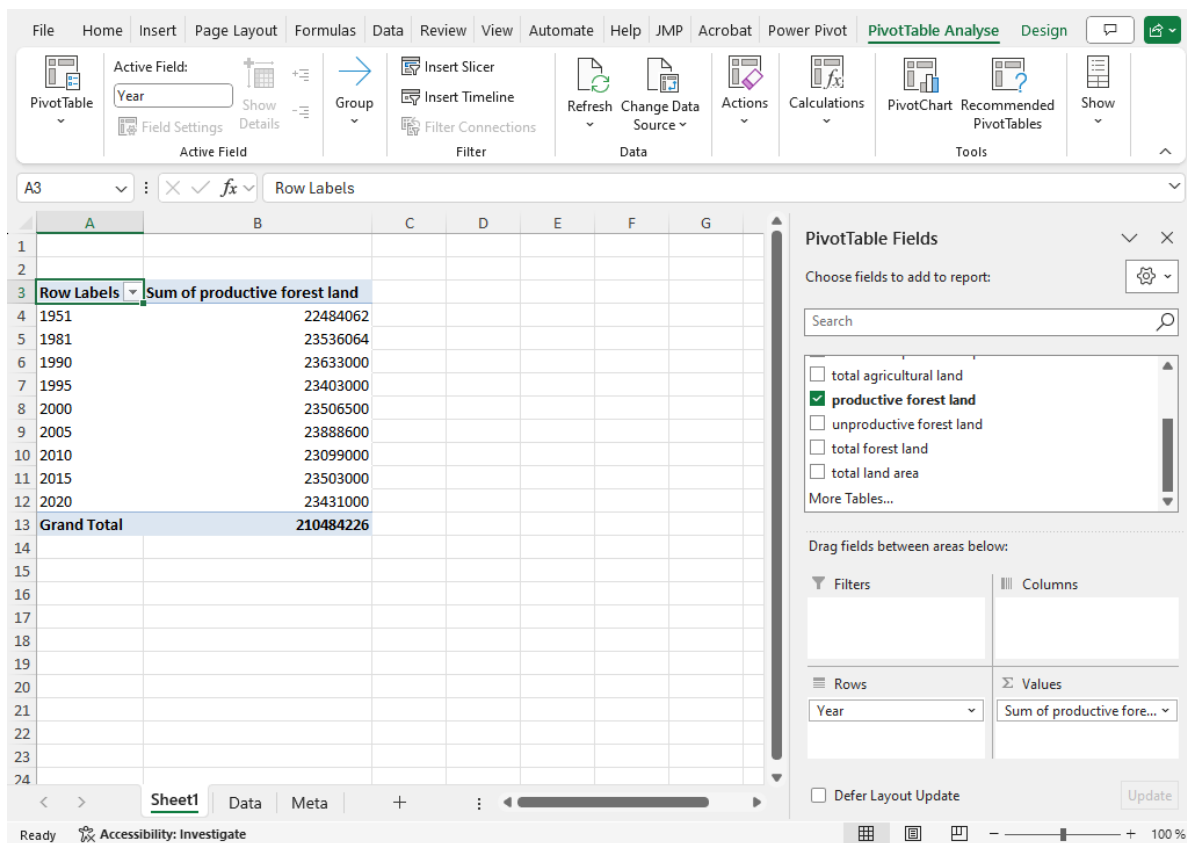 File Home Insert Page Layout Formulas Data Review View Automate Help JMP Acrobat Power Pivot PivotTable Analyse Design
PivotTable
Active Field:
Year
Field Settings
Show
Details
Active Field
Group
Insert Slicer
Insert Timeline
Filter Connections
Filter
Refresh
Change Data
Source
Data
Actions
Calculations
PivotChart
Recommended
PivotTables
Tools
Show
A3 fx Row Labels
A B C D E F G
1
2
3 Row Labels Sum of productive forest land
4 1951 22484062
5 1981 23536064
6 1990 23633000
7 1995 23403000
8 2000 23506500
9 2005 23888600
10 2010 23099000
11 2015 23503000
12 2020 23431000
13 Grand Total 210484226
14
15
16
17
18
19
20
21
22
23
24
PivotTable Fields
Choose fields to add to report:
Search
total agricultural land
productive forest land
unproductive forest land
total forest land
total land area
More Tables...
Drag fields between areas below:
Filters
Columns
Rows
Year
Σ Values
Sum of productive fore...
Defer Layout Update
Update
Sheet1 Data Meta
Ready Accessibility: Investigate 100 %